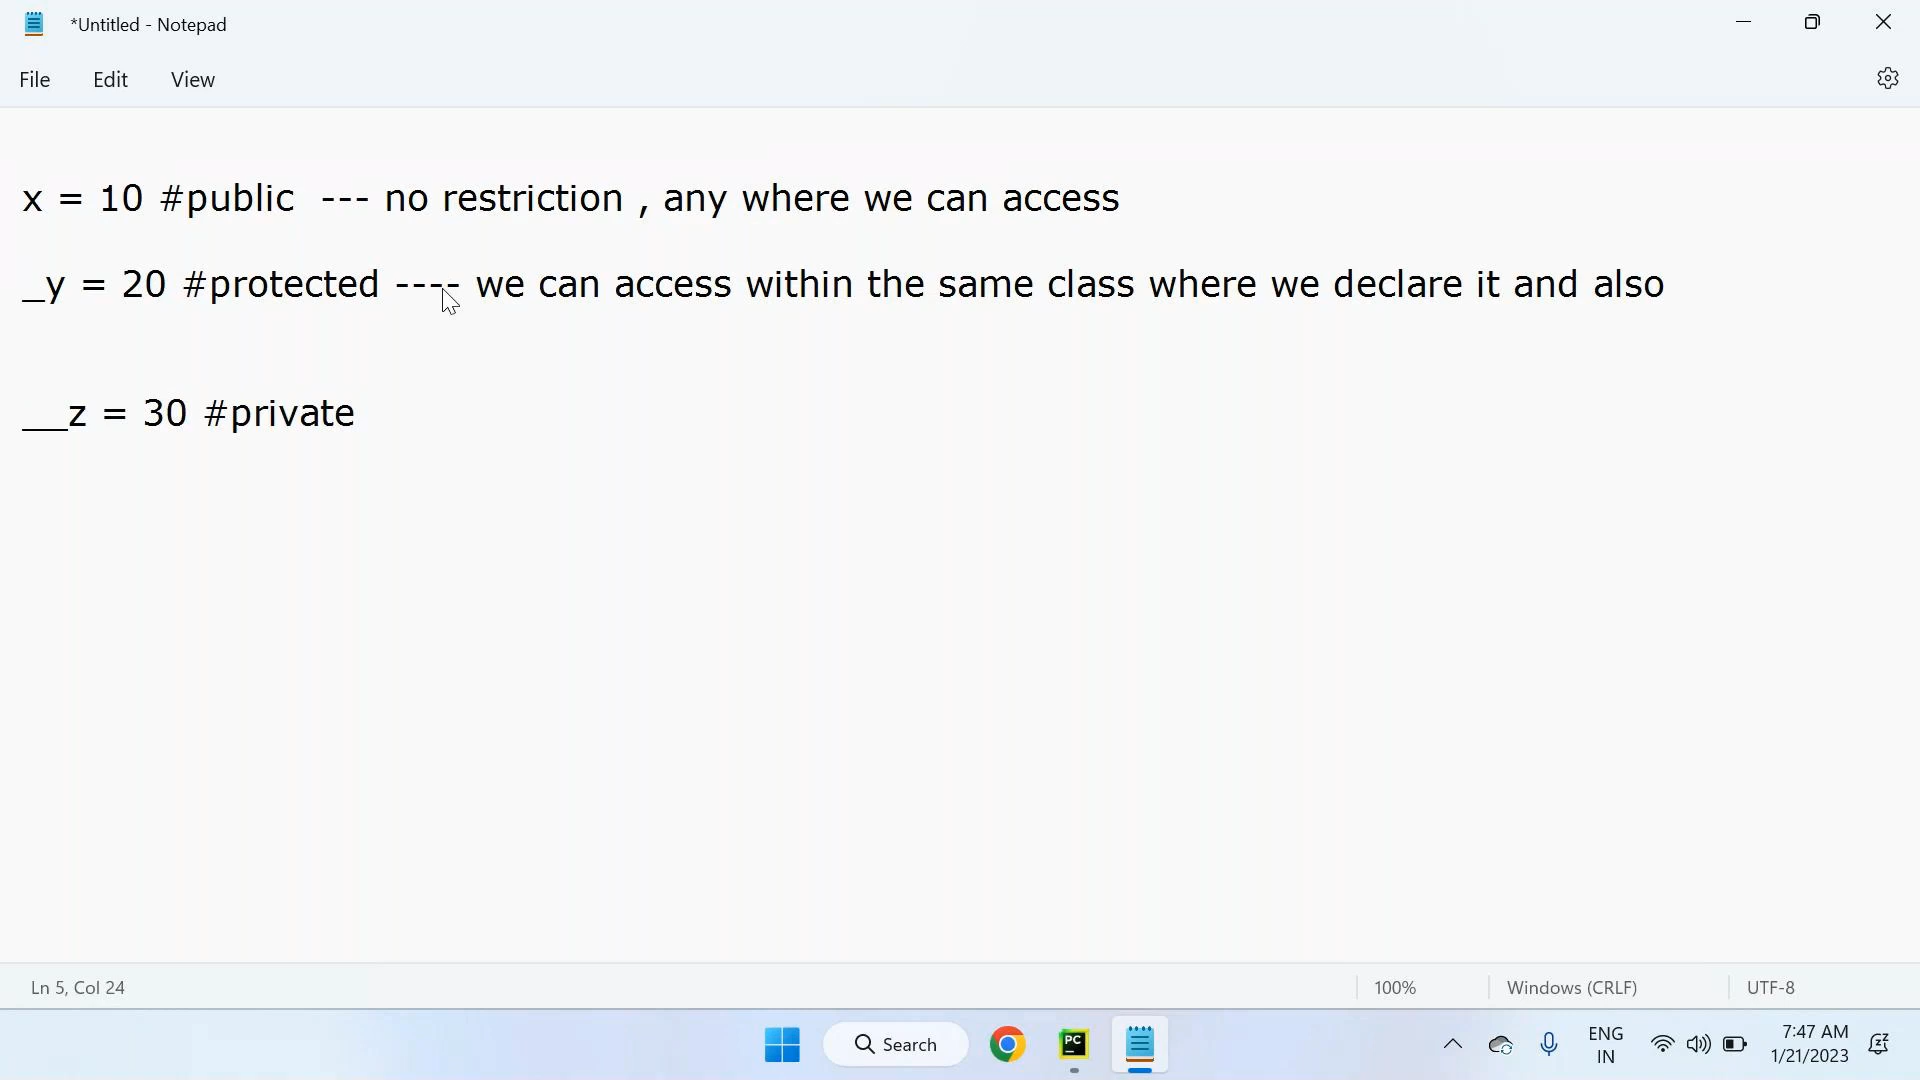 *Untitled - Notepad
File Edit View
x = 10 #public --- no restriction , any where we can access
_y = 20 #protected ---- we can access within the same class where we declare it and also
__z = 30 #private
Ln 5, Col 24 100% Windows (CRLF) UTF-8
Search PC ENG 7:47 AM
IN 1/21/2023